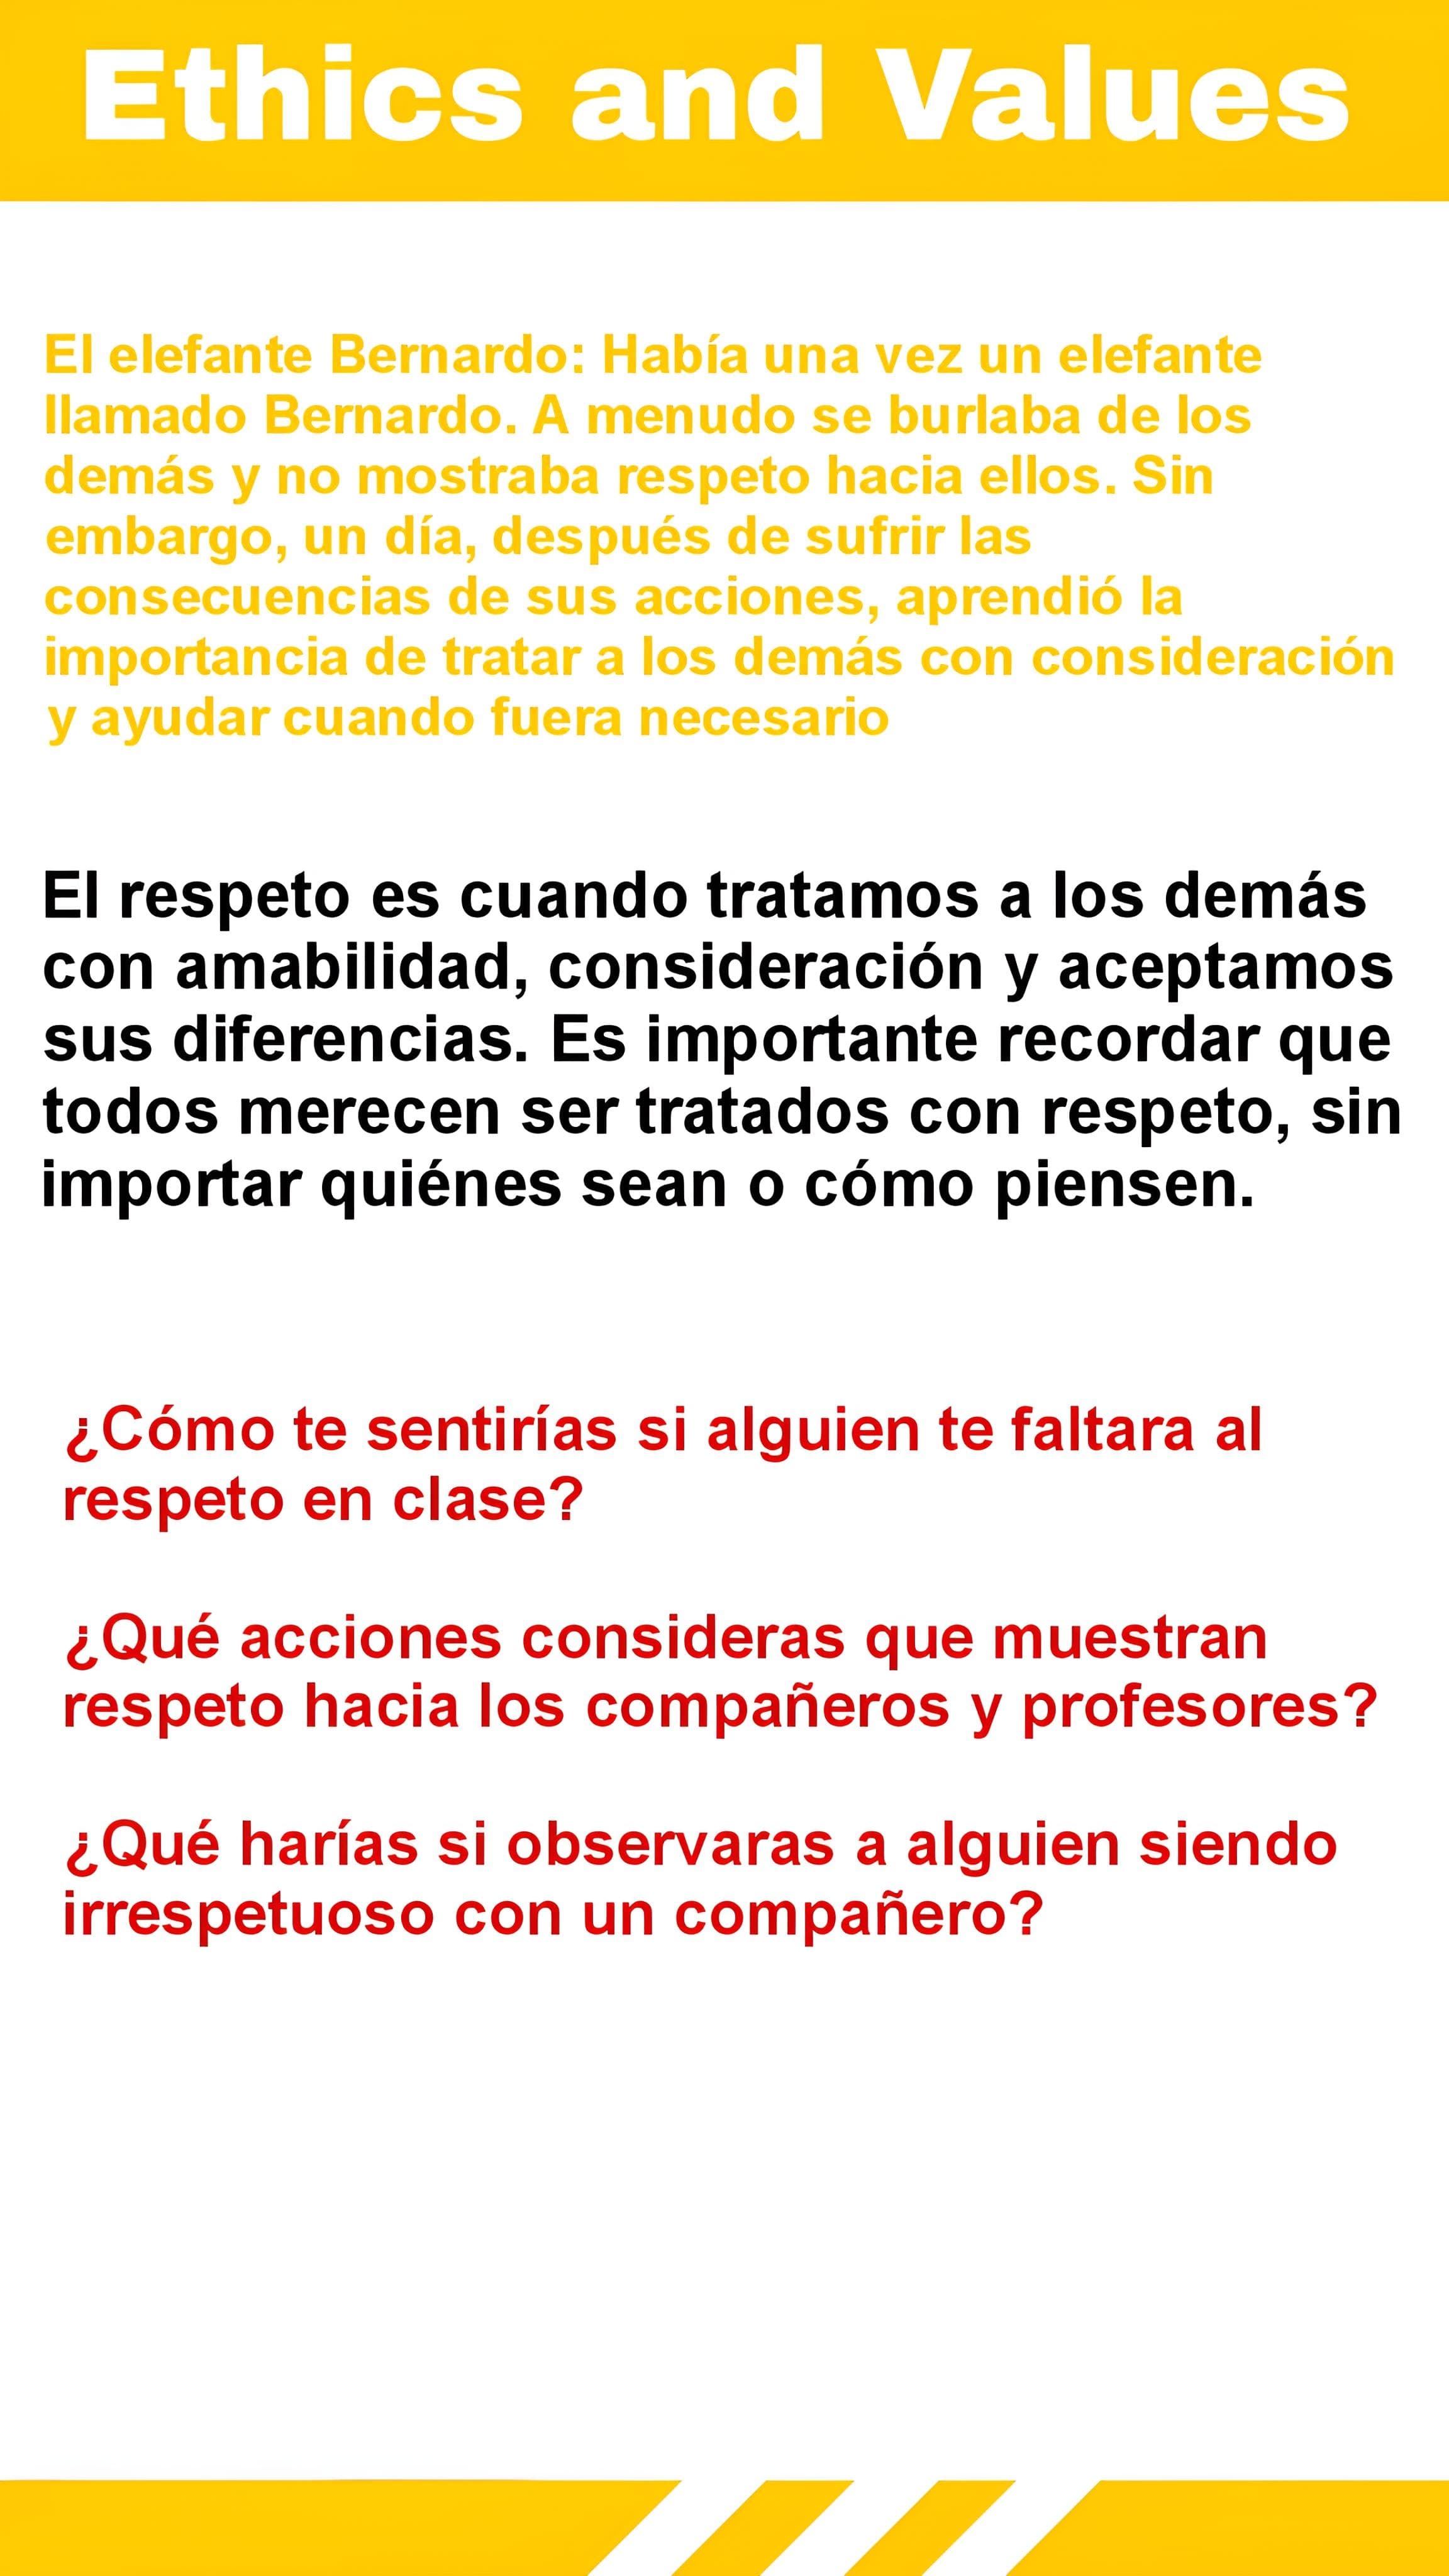 Ethics and Values
El elefante Bernardo: Había una vez un elefante
llamado Bernardo. A menudo se burlaba de los
demás y no mostraba respeto hacia ellos. Sin
embargo, un día, después de sufrir las
consecuencias de sus acciones, aprendió la
importancia de tratar a los demás con consideración
y ayudar cuando fuera necesario
El respeto es cuando tratamos a los demás
con amabilidad, consideración y aceptamos
sus diferencias. Es importante recordar que
todos merecen ser tratados con respeto, sin
importar quiénes sean o cómo piensen.
¿Cómo te sentirías si alguien te faltara al
respeto en clase?
¿Qué acciones consideras que muestran
respeto hacia los compañeros y profesores?
¿Qué harías si observaras a alguien siendo
irrespetuoso con un compañero?